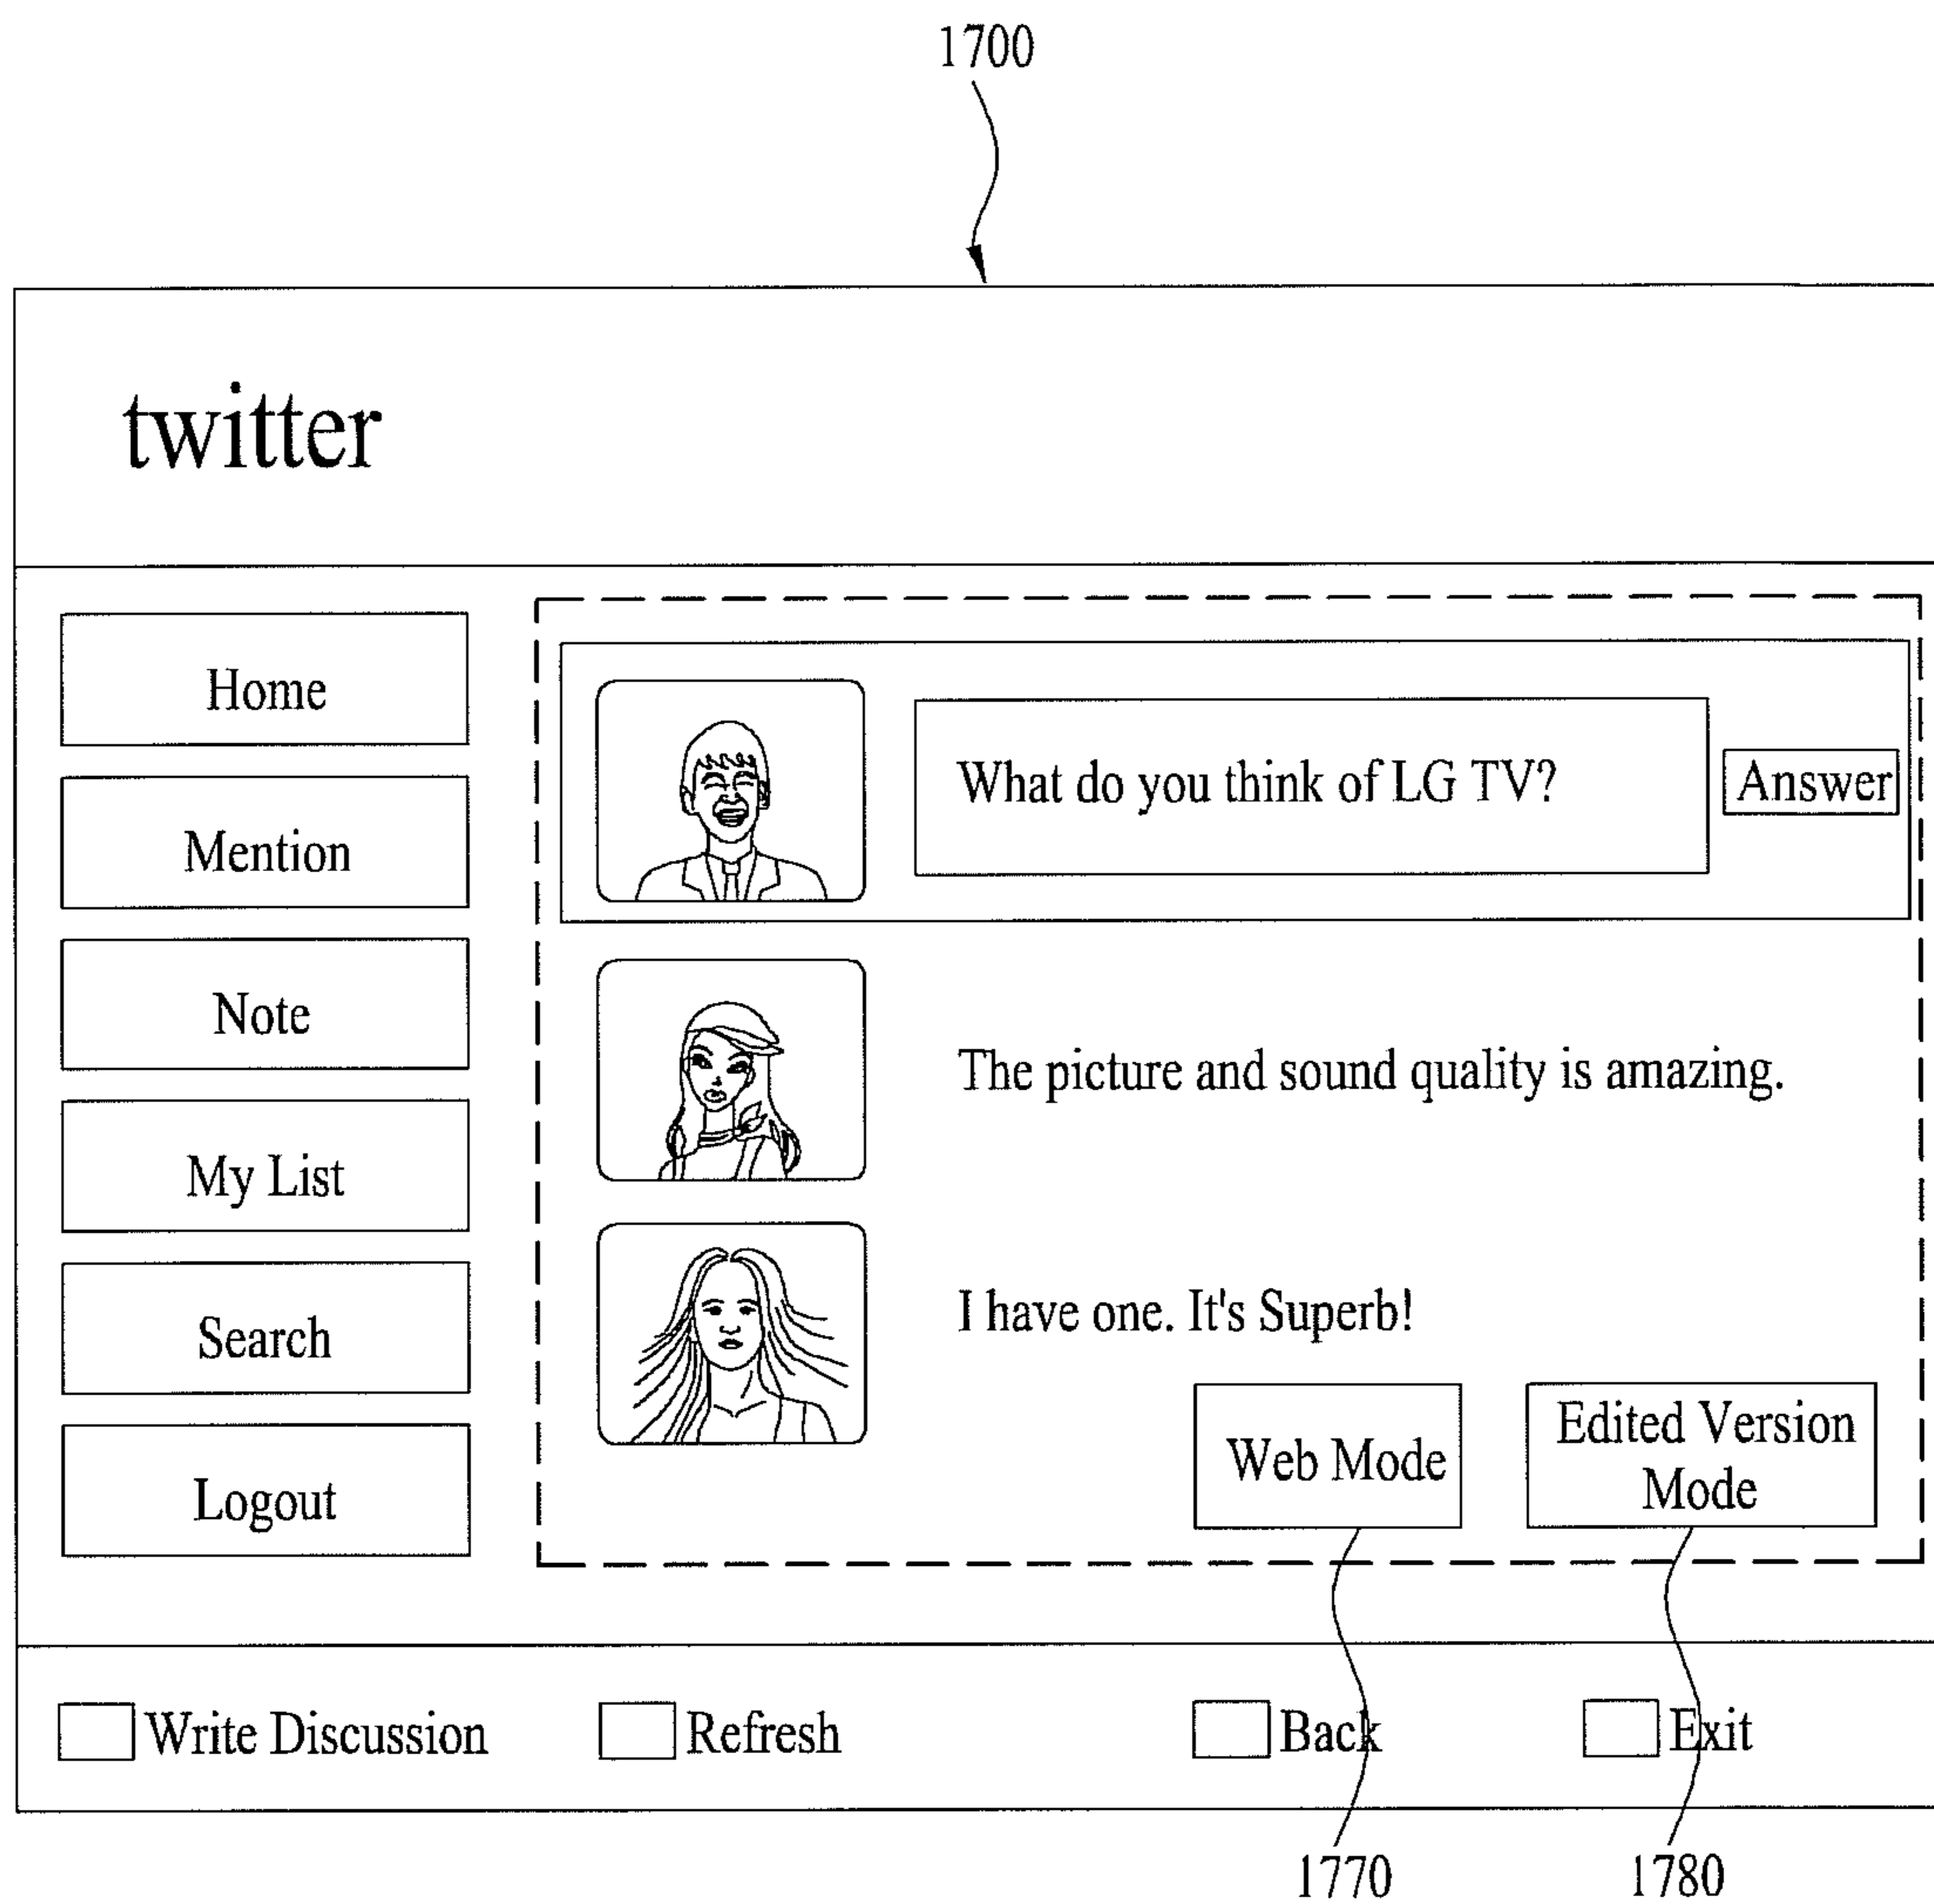 1700
twitter
Home
Mention
Note
My List
Search
Logout
What do you think of LG TV?
Answer
The picture and sound quality is amazing.
I have one. It's Superb!
Web Mode
Edited Version
Mode
Write Discussion
Refresh
Back
Exit
1770
1780